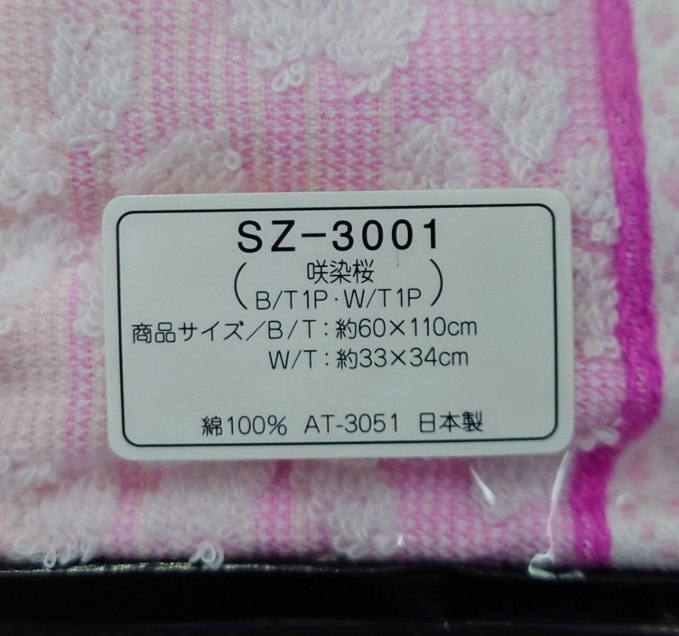 SZ-3001
咲染桜
(B/T1P·W/T1P)
商品サイズ/B/T:約60×110cm
W/T:約33×34cm
綿100% AT-3051 日本製